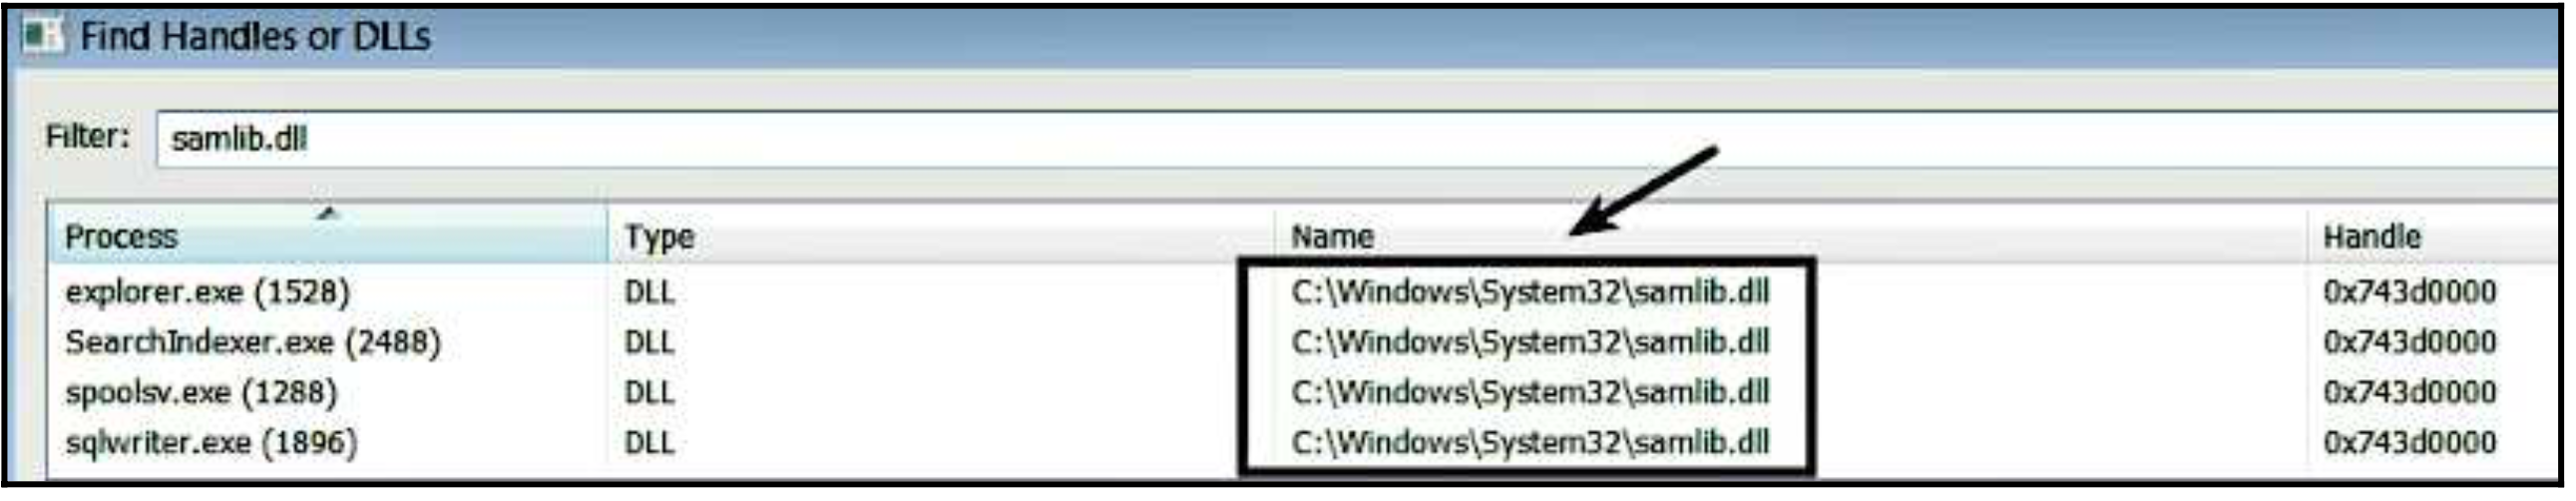 Find Handles or DLLs
Filter: samlib.dll
Process Type Name Handle
explorer.exe (1528) DLL C:\Windows\System32\samlib.dll 0x743d0000
SearchIndexer.exe (2488) DLL C:\Windows\System32\samlib.dll 0x743d0000
spoolsv.exe (1288) DLL C:\Windows\System32\samlib.dll 0x743d0000
sqlwriter.exe (1896) DLL C:\Windows\System32\samlib.dll 0x743d0000